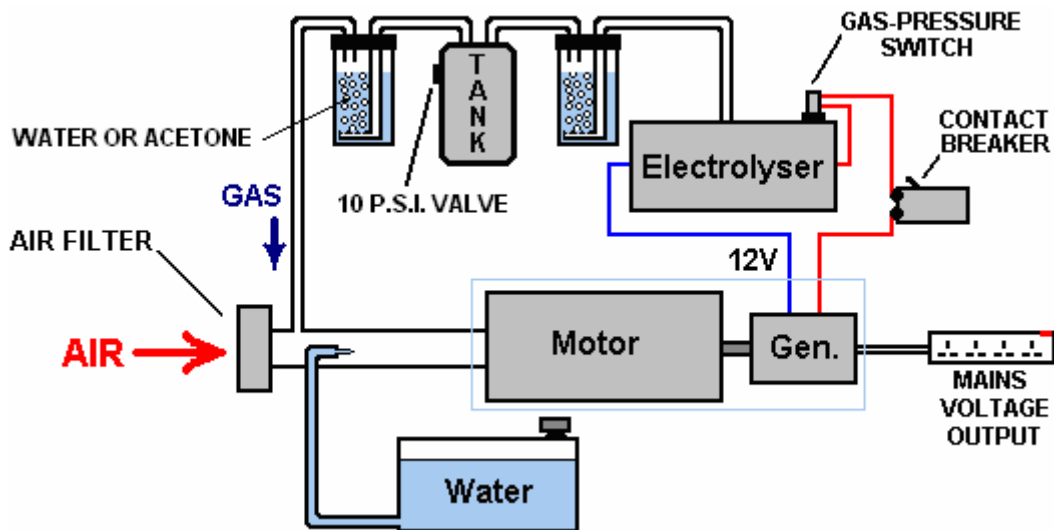 GAS-PRESSURE
SWITCH
TANK
WATER OR ACETONE
CONTACT
BREAKER
Electrolyser
10 P.S.I. VALVE
GAS
AIR FILTER
12V
AIR
Motor
Gen.
MAINS
VOLTAGE
OUTPUT
Water